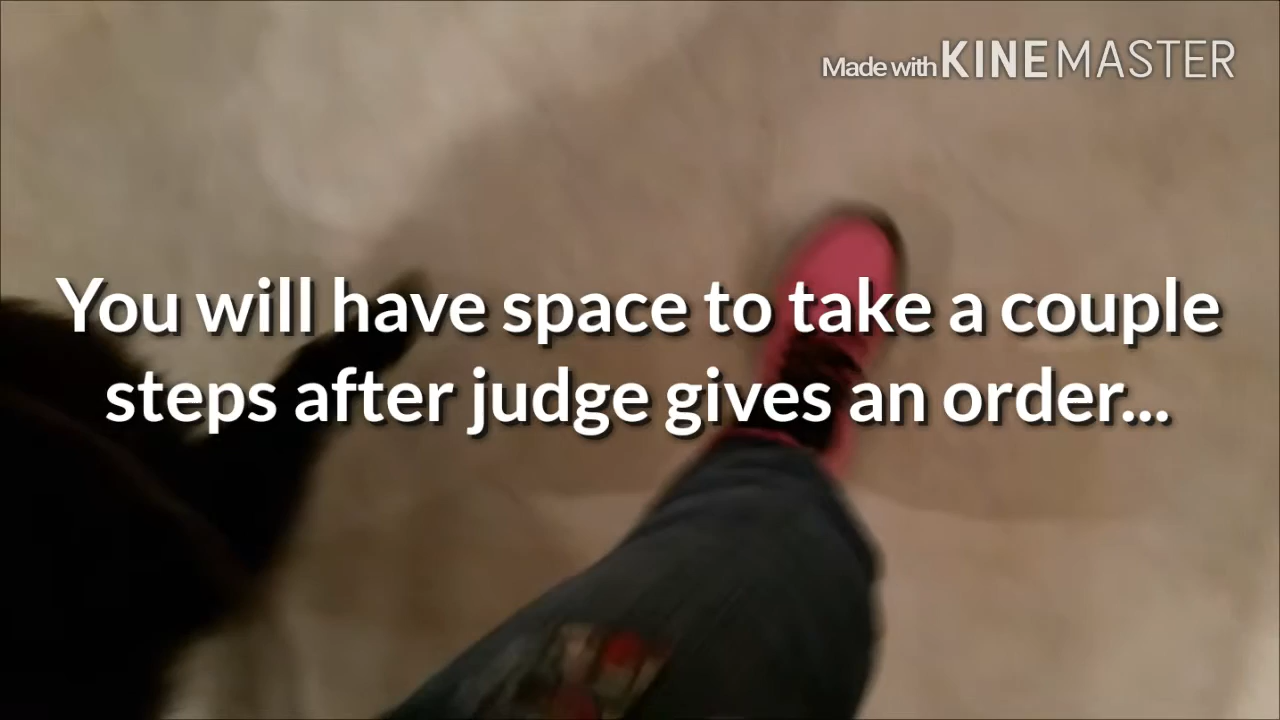 Made with KINEMASTER
You will have space to take a couple
steps after judge gives an order...